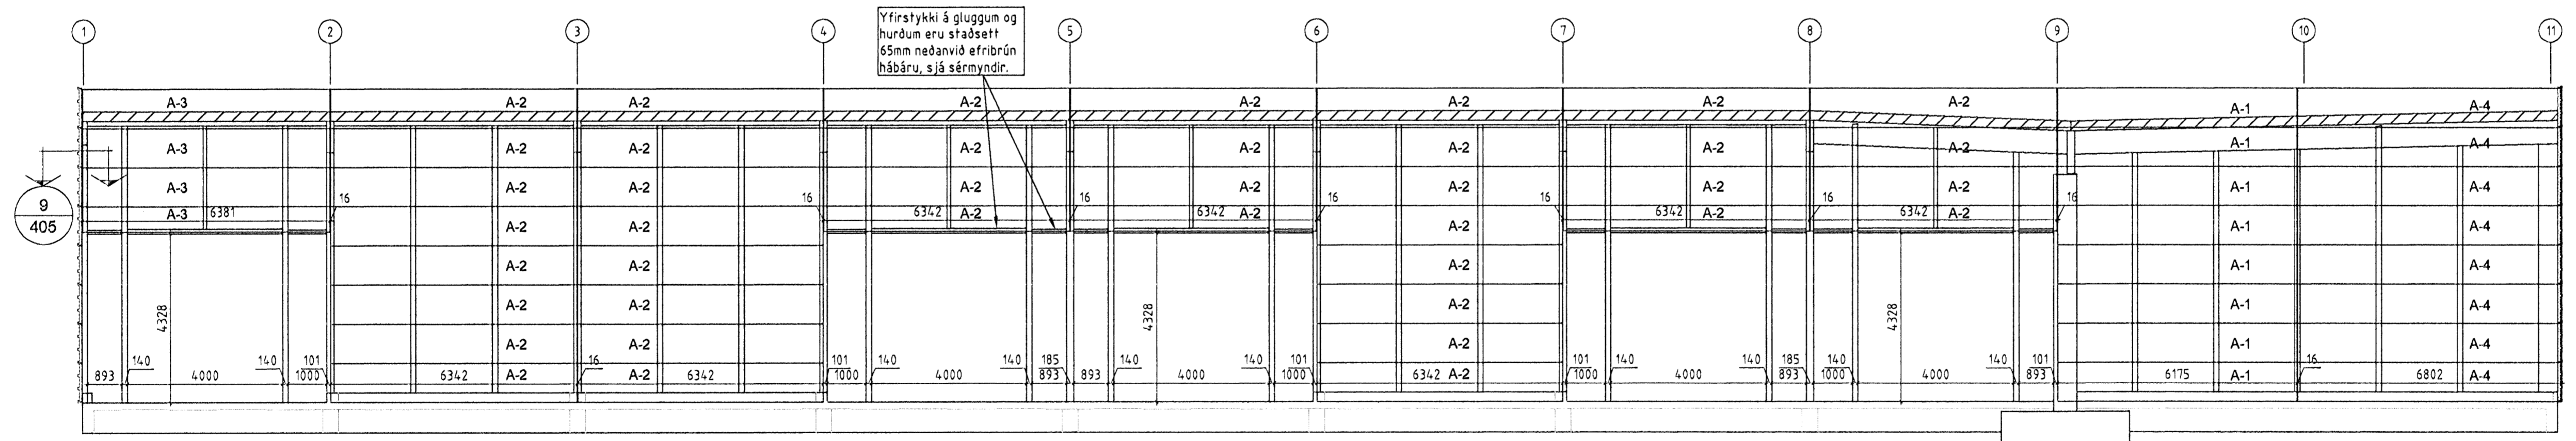 1 2 3 4 5 6 7 8 9 10 11
Yfirstykki á gluggum og
hurðum eru staðsett
65mm neðanvið efribrún
hábáru, sjá sérmyndir.
A-3 A-2 A-2 A-2 A-2 A-2 A-2 A-2 A-1 A-4
A-3 A-2 A-2 A-2 A-2 A-2 A-2 A-2 A-1 A-4
A-3 A-2 A-2 A-2 A-2 A-2 A-2 A-2 A-1 A-4
9
405
16 16 16 16 16 16 16
A-3 6381 6342 A-2 6342 A-2 6342 A-2 6342 A-2
A-2 A-2 A-2 A-1 A-4
A-2 A-2 A-2 A-1 A-4
A-2 A-2 A-2 A-1 A-4
4328 4328 4328
A-2 A-2 A-2 A-1 A-4
140 140 101 16 101 140 140 185 140 140 101 101 140 140 185 140 140 101 16
893 4000 1000 6342 A-2 A-2 6342 1000 4000 893 893 4000 1000 6342 A-2 1000 4000 893 1000 4000 893 6175 A-1 6802 A-4